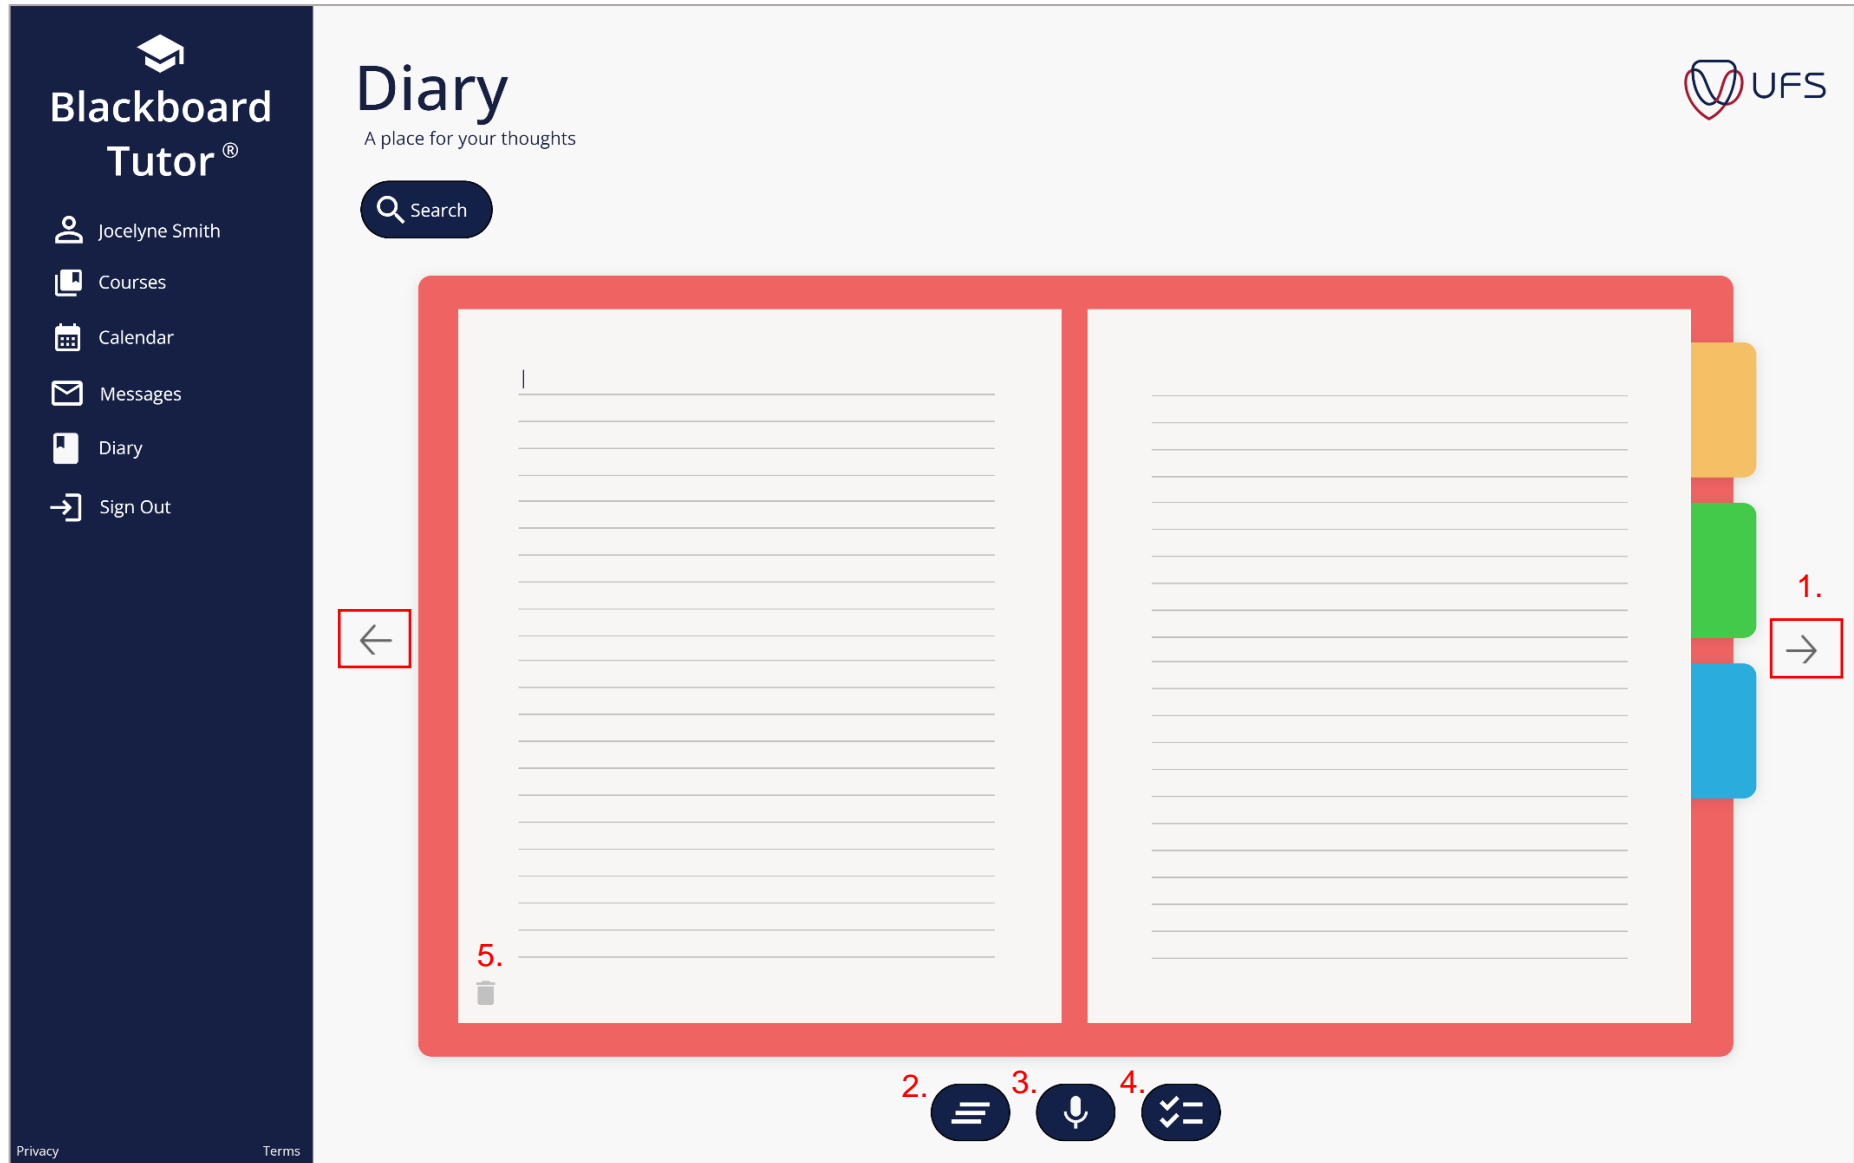 Blackboard
Tutor ®
Jocelyne Smith
Courses
Calendar
Messages
Diary
Sign Out
Privacy
Terms
Diary
A place for your thoughts
Search
UFS
1.
5.
2.
3.
4.